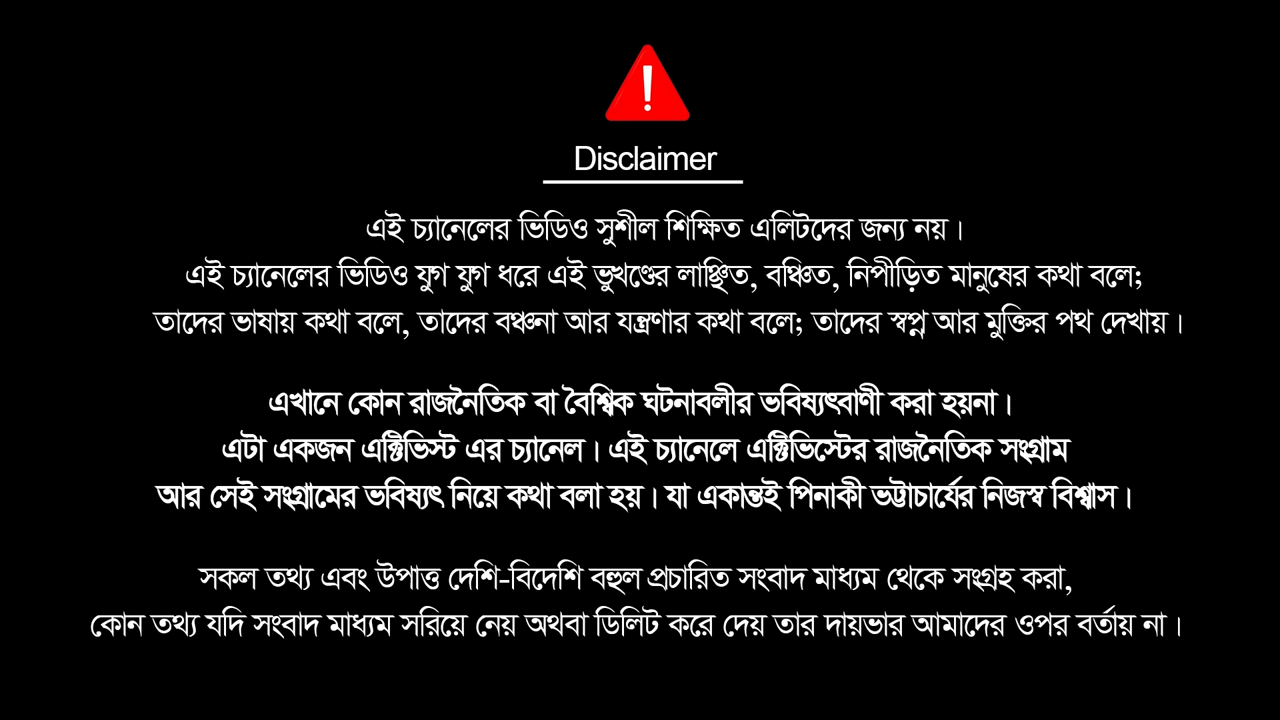 Disclaimer
এই চ্যানেলের ভিডিও সুশীল শিক্ষিত এলিটদের জন্য নয়।
এই চ্যানেলের ভিডিও যুগ যুগ ধরে এই ভুখণ্ডের লাঞ্ছিত, বঞ্চিত, নিপীড়িত মানুষের কথা বলে;
তাদের ভাষায় কথা বলে, তাদের বঞ্চনা আর যন্ত্রণার কথা বলে; তাদের স্বপ্ন আর মুক্তির পথ দেখায়।
এখানে কোন রাজনৈতিক বা বৈশ্বিক ঘটনাবলীর ভবিষ্যৎবাণী করা হয়না।
এটা একজন এক্টিভিস্ট এর চ্যানেল। এই চ্যানেলে এক্টিভিস্টের রাজনৈতিক সংগ্রাম
আর সেই সংগ্রামের ভবিষ্যৎ নিয়ে কথা বলা হয়। যা একান্তই পিনাকী ভট্টাচার্যের নিজস্ব বিশ্বাস।
সকল তথ্য এবং উপাত্ত দেশি-বিদেশি বহুল প্রচারিত সংবাদ মাধ্যম থেকে সংগ্রহ করা,
কোন তথ্য যদি সংবাদ মাধ্যম সরিয়ে নেয় অথবা ডিলিট করে দেয় তার দায়ভার আমাদের ওপর বর্তায় না।